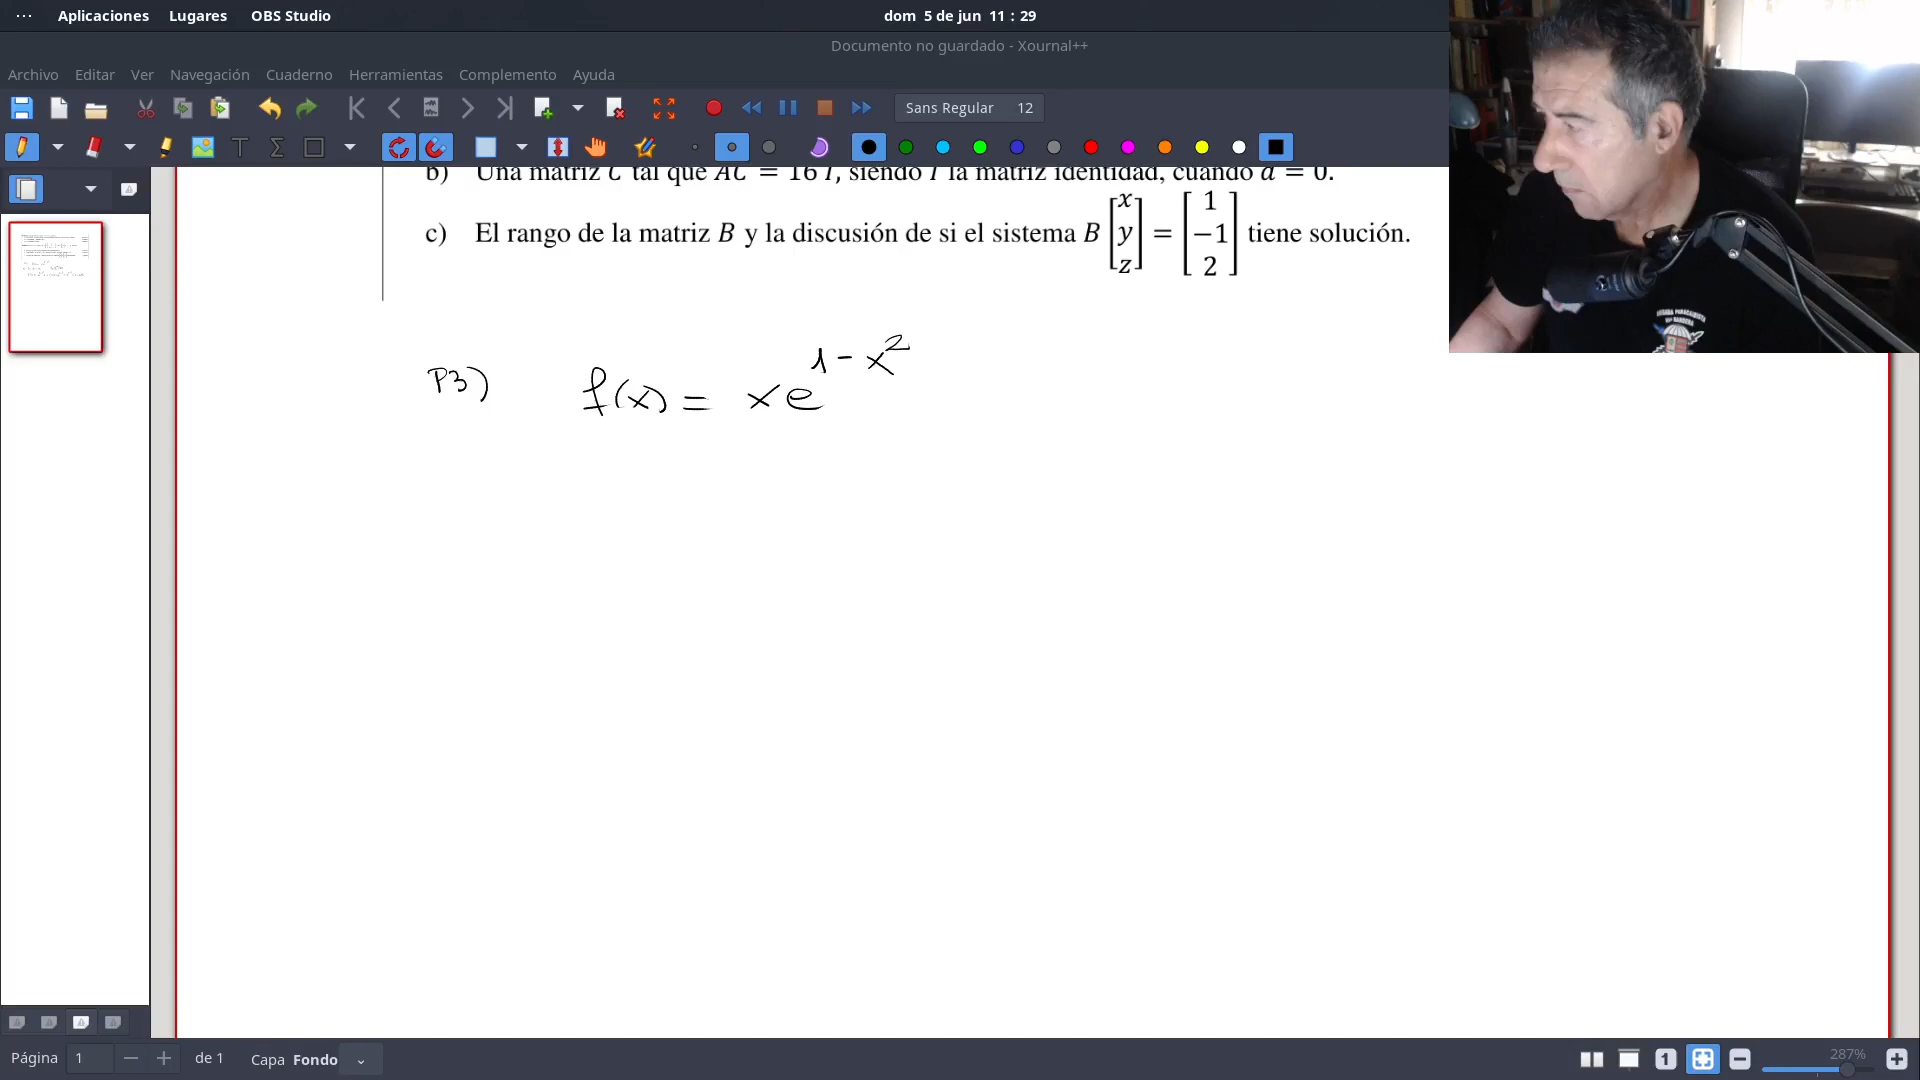 Aplicaciones Lugares OBS Studio dom 5 de jun 11 : 29
Documento no guardado - Xournal++
Archivo Editar Ver Navegación Cuaderno Herramientas Complemento Ayuda
Sans Regular 12
b) Una matriz C tal que AC = 16 I, siendo I la matriz identidad, cuando a = 0.
c) El rango de la matriz B y la discusión de si el sistema B [x y z] = [1 −1 2] tiene solución.
P3) f(x) = xe^{1-x^2}
Página 1 de 1 Capa Fondo 287%